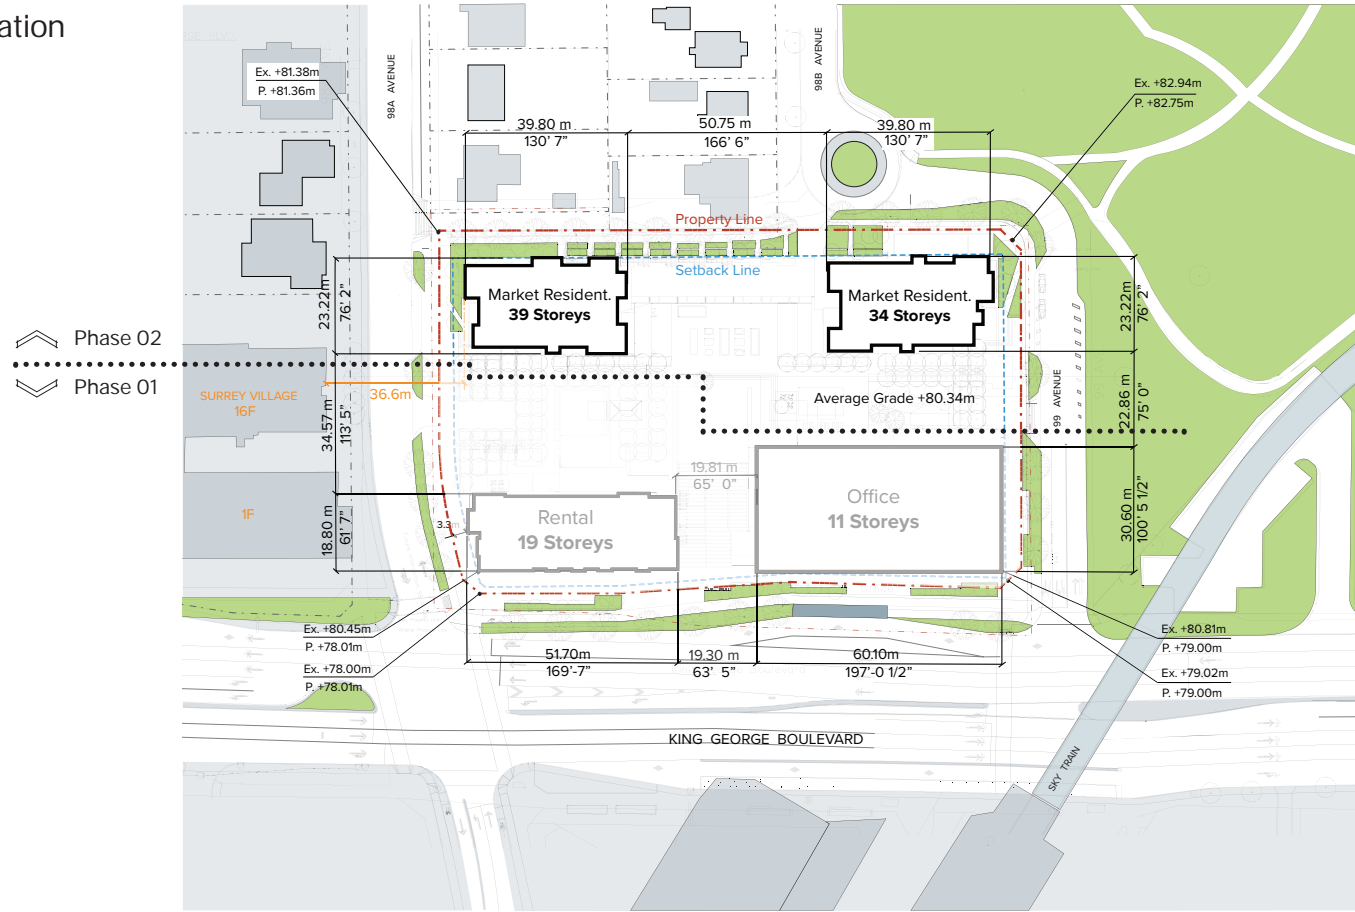 ation
98A AVENUE
98B AVENUE
Ex. +81.38m
P. +81.36m
Ex. +82.94m
P. +82.75m
39.80 m
130' 7"
50.75 m
166' 6"
39.80 m
130' 7"
Property Line
Setback Line
Market Resident.
39 Storeys
Market Resident.
34 Storeys
23.22m
76' 2"
23.22m
76' 2"
Phase 02
Phase 01
SURREY VILLAGE
16F
36.6m
34.57 m
113' 5"
Average Grade +80.34m
99 AVENUE
22.86 m
75' 0"
19.81 m
65' 0"
Office
11 Storeys
Rental
19 Storeys
1F
3.3
18.80 m
61' 7"
30.60 m
100' 5 1/2"
Ex. +80.45m
P. +78.01m
Ex. +78.00m
P. +78.01m
51.70m
169'-7"
19.30 m
63' 5"
60.10m
197'-0 1/2"
Ex. +80.81m
P. +79.00m
Ex. +79.02m
P. +79.00m
KING GEORGE BOULEVARD
SKY TRAIN